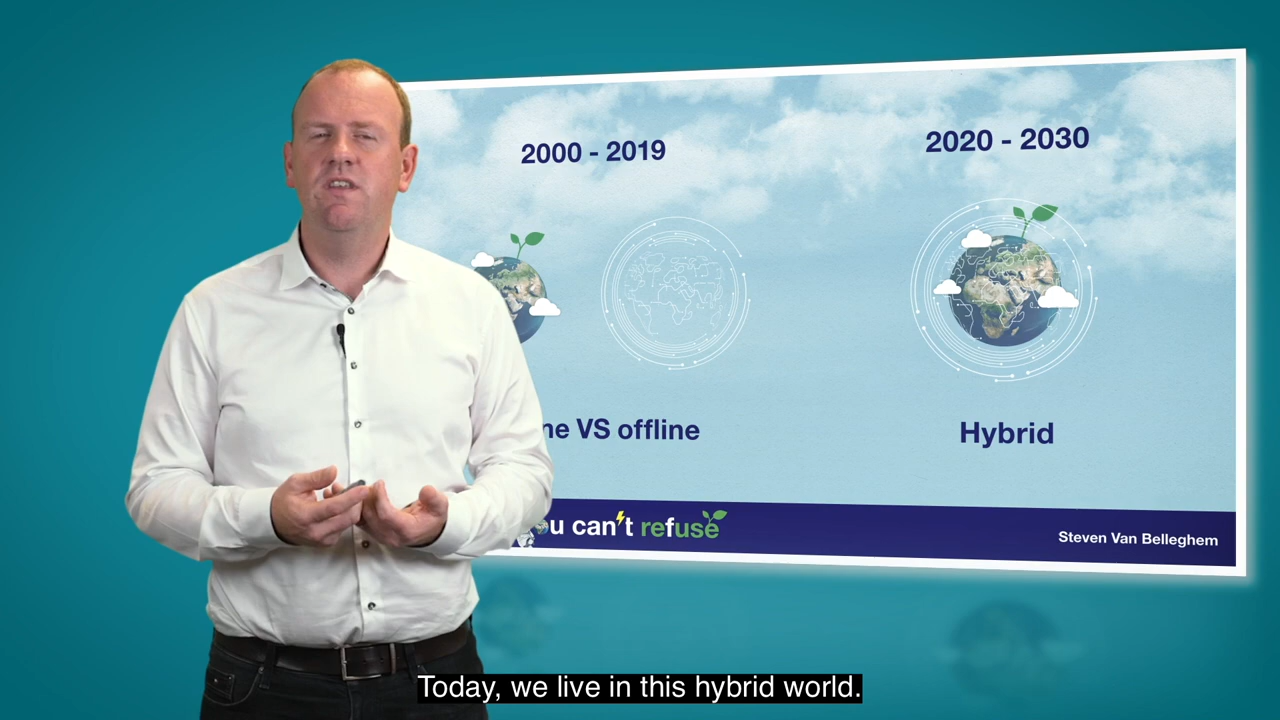 2000 - 2019
2020 - 2030
ne VS offline
Hybrid
u can't refuse
Steven Van Belleghem
Today, we live in this hybrid world.